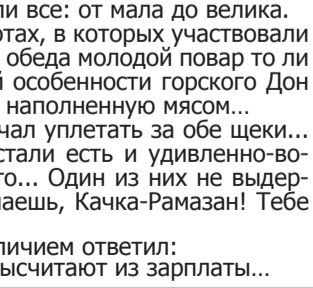 ли все: от мала до велика.
отах, в которых участвовали
обеда молодой повар то ли
й особенности горского Дон
наполненную мясом...
чал уплетать за обе щеки...
стали есть и удивленно-во-
го... Один из них не выдер-
наешь, Качка-Рамазан! Тебе
личием ответил:
высчитают из зарплаты...